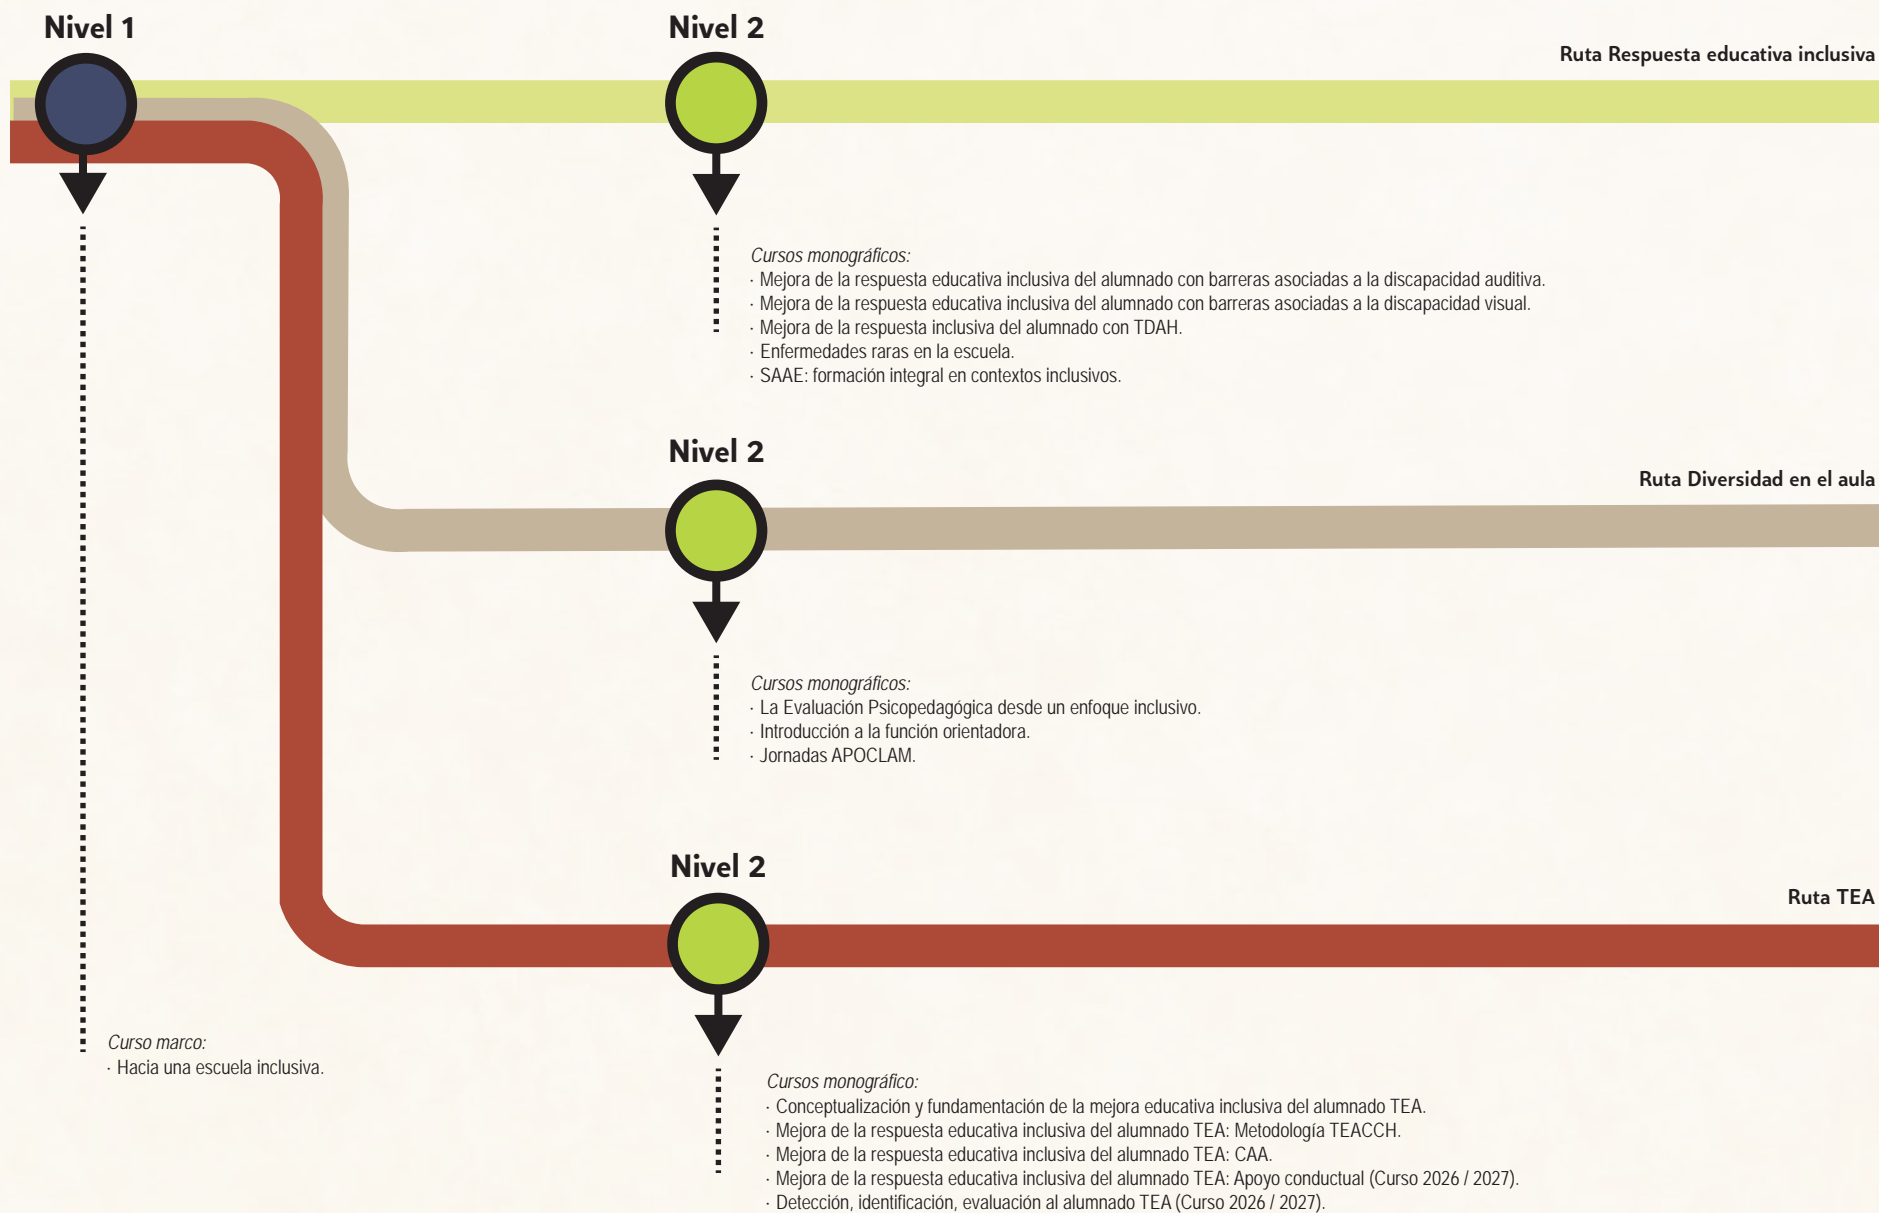 Nivel 1
Nivel 2
Ruta Respuesta educativa inclusiva
Cursos monográficos:
· Mejora de la respuesta educativa inclusiva del alumnado con barreras asociadas a la discapacidad auditiva.
· Mejora de la respuesta educativa inclusiva del alumnado con barreras asociadas a la discapacidad visual.
· Mejora de la respuesta inclusiva del alumnado con TDAH.
· Enfermedades raras en la escuela.
· SAAE: formación integral en contextos inclusivos.
Nivel 2
Ruta Diversidad en el aula
Cursos monográficos:
· La Evaluación Psicopedagógica desde un enfoque inclusivo.
· Introducción a la función orientadora.
· Jornadas APOCLAM.
Nivel 2
Ruta TEA
Curso marco:
· Hacia una escuela inclusiva.
Cursos monográfico:
· Conceptualización y fundamentación de la mejora educativa inclusiva del alumnado TEA.
· Mejora de la respuesta educativa inclusiva del alumnado TEA: Metodología TEACCH.
· Mejora de la respuesta educativa inclusiva del alumnado TEA: CAA.
· Mejora de la respuesta educativa inclusiva del alumnado TEA: Apoyo conductual (Curso 2026 / 2027).
· Detección, identificación, evaluación al alumnado TEA (Curso 2026 / 2027).